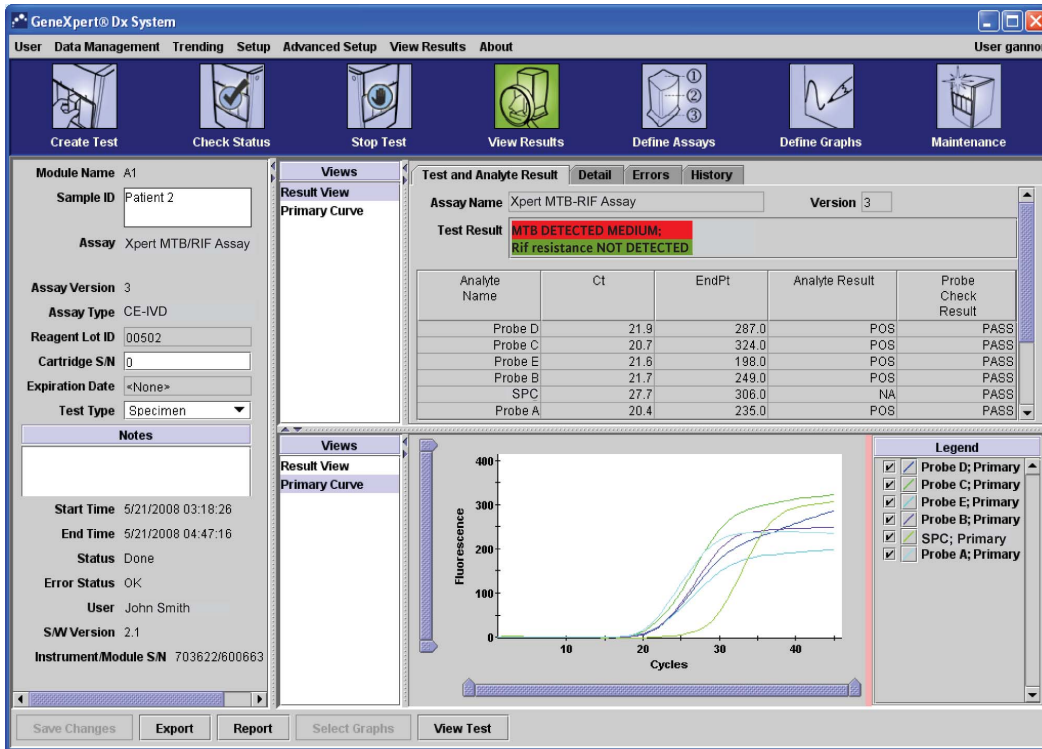 GeneXpert® Dx System
User Data Management Trending Setup Advanced Setup View Results About User gannon
Create Test Check Status Stop Test View Results Define Assays Define Graphs Maintenance
1
2
3
Module Name A1
Sample ID Patient 2
Assay Xpert MTB/RIF Assay
Assay Version 3
Assay Type CE-IVD
Reagent Lot ID 00502
Cartridge S/N 0
Expiration Date <None>
Test Type Specimen
Notes
Start Time 5/21/2008 03:18:26
End Time 5/21/2008 04:47:16
Status Done
Error Status OK
User John Smith
S/W Version 2.1
Instrument/Module S/N 703622/600663
Views
Result View
Primary Curve
Test and Analyte Result Detail Errors History
Assay Name Xpert MTB-RIF Assay Version 3
Test Result MTB DETECTED MEDIUM;
Rif resistance NOT DETECTED
Analyte Name Ct EndPt Analyte Result Probe Check Result
Probe D 21.9 287.0 POS PASS
Probe C 20.7 324.0 POS PASS
Probe E 21.6 198.0 POS PASS
Probe B 21.7 249.0 POS PASS
SPC 27.7 306.0 NA PASS
Probe A 20.4 235.0 POS PASS
Views
Result View
Primary Curve
Fluorescence
400
300
200
100
0
10 20 30 40
Cycles
Legend
Probe D; Primary
Probe C; Primary
Probe E; Primary
Probe B; Primary
SPC; Primary
Probe A; Primary
Save Changes Export Report Select Graphs View Test